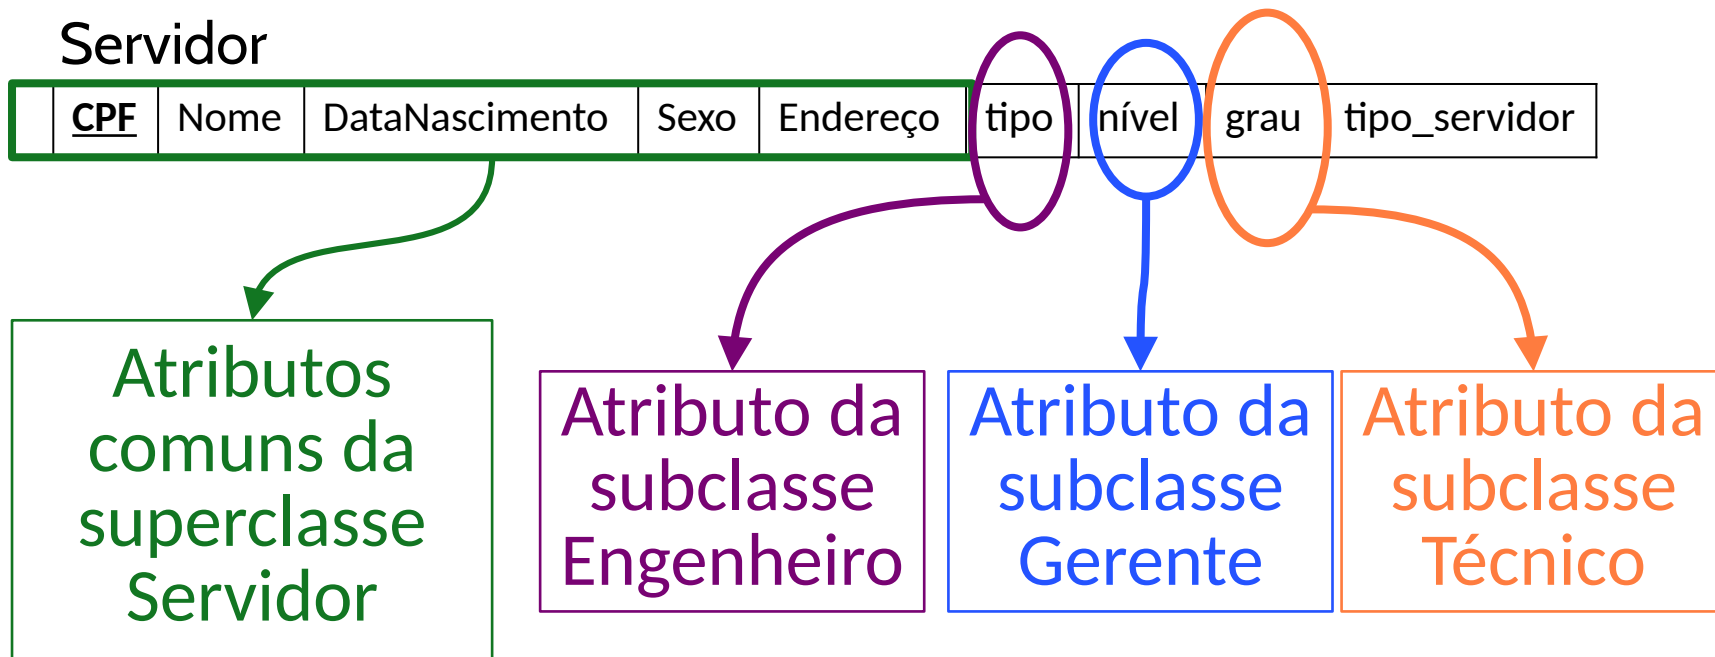 Servidor
CPF Nome DataNascimento Sexo Endereço tipo nível grau tipo_servidor
Atributos
comuns da
superclasse
Servidor
Atributo da
subclasse
Engenheiro
Atributo da
subclasse
Gerente
Atributo da
subclasse
Técnico